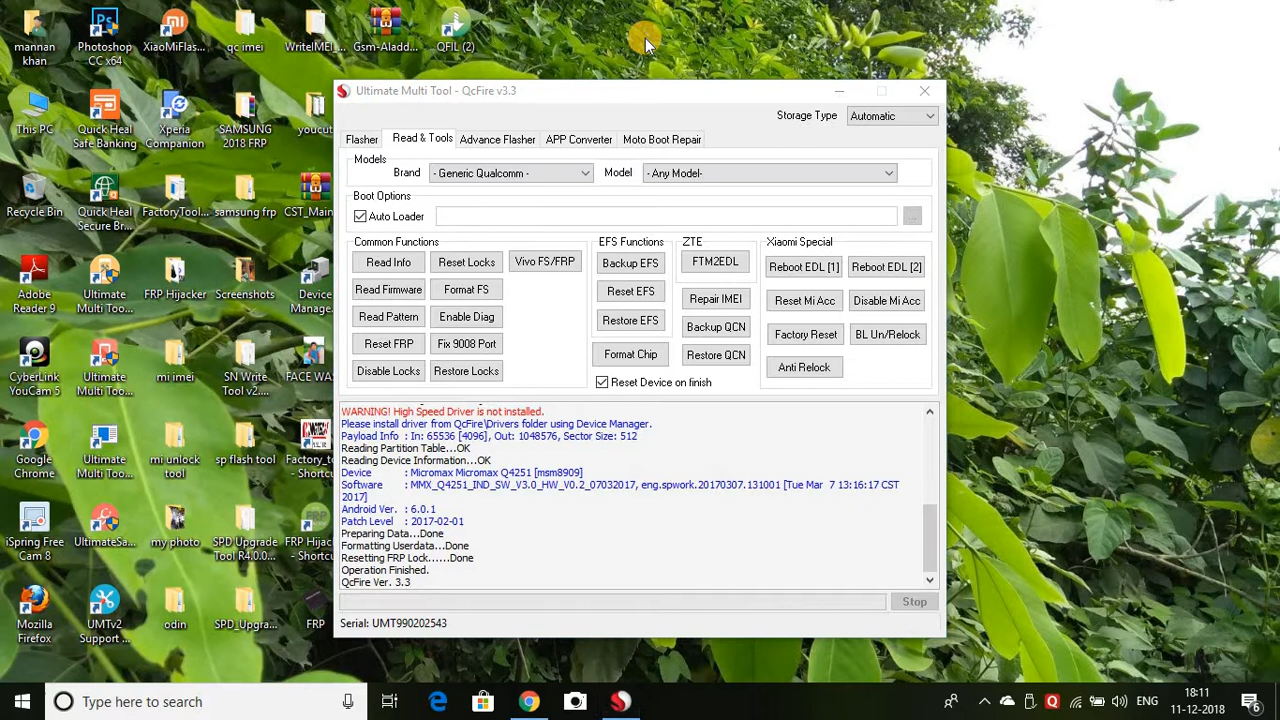 mannan khan
Photoshop CC x64
XiaoMiFlas...
qc imei
WriteIMEI_...
Gsm-Aladd...
QFIL (2)
This PC
Quick Heal Safe Banking
Xperia Companion
SAMSUNG 2018 FRP
youcut
Recycle Bin
Quick Heal Secure Br...
FactoryTool...
samsung frp
CST_Main
Adobe Reader 9
Ultimate Multi Too...
FRP Hijacker
Screenshots
Device Manage...
CyberLink YouCam 5
Ultimate Multi Too...
mi imei
SN Write Tool v2....
FACE WAS
Google Chrome
Ultimate Multi Too...
mi unlock tool
sp flash tool
Factory_to
- Shortcu
iSpring Free Cam 8
UltimateSa...
my photo
SPD Upgrade Tool R4.0.0...
FRP Hijack
- Shortcu
Mozilla Firefox
UMTv2 Support ...
odin
SPD_Upgra...
FRP
Ultimate Multi Tool - QcFire v3.3
Storage Type Automatic
Flasher Read & Tools Advance Flasher APP Converter Moto Boot Repair
Models
Brand - Generic Qualcomm - Model - Any Model-
Boot Options
Auto Loader ...
Common Functions EFS Functions ZTE Xiaomi Special
Read Info Reset Locks Vivo FS/FRP Backup EFS FTM2EDL Reboot EDL [1] Reboot EDL [2]
Read Firmware Format FS Reset EFS Repair IMEI Reset Mi Acc Disable Mi Acc
Read Pattern Enable Diag Restore EFS Backup QCN Factory Reset BL Un/Relock
Reset FRP Fix 9008 Port Format Chip Restore QCN Anti Relock
Disable Locks Restore Locks Reset Device on finish
WARNING! High Speed Driver is not installed.
Please install driver from QcFire\Drivers folder using Device Manager.
Payload Info : In: 65536 [4096], Out: 1048576, Sector Size: 512
Reading Partition Table...OK
Reading Device Information...OK
Device : Micromax Micromax Q4251 [msm8909]
Software : MMX_Q4251_IND_SW_V3.0_HW_V0.2_07032017, eng.spwork.20170307.131001 [Tue Mar 7 13:16:17 CST
2017]
Android Ver. : 6.0.1
Patch Level : 2017-02-01
Preparing Data...Done
Formatting Userdata...Done
Resetting FRP Lock......Done
Operation Finished.
QcFire Ver. 3.3
Stop
Serial: UMT990202543
Type here to search
ENG
18:11
11-12-2018
6